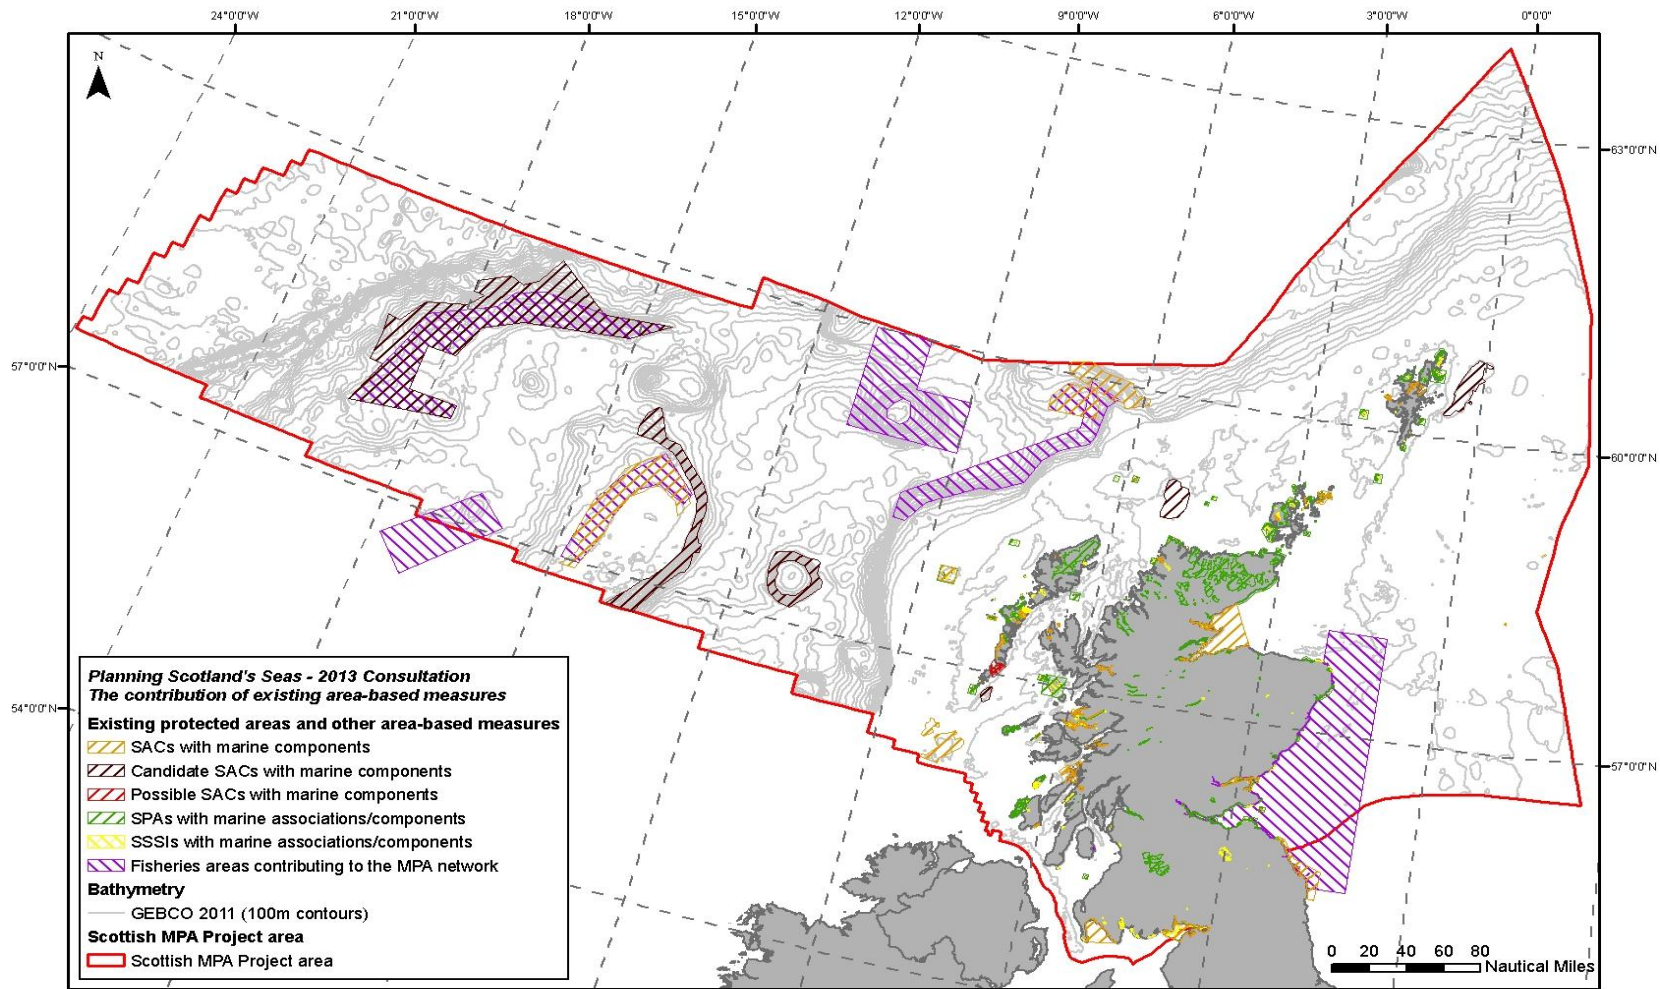 24°0'0"W 21°0'0"W 18°0'0"W 15°0'0"W 12°0'0"W 9°0'0"W 6°0'0"W 3°0'0"W 0°0'0"
N
63°0'0"N
57°0'0"N
60°0'0"N
54°0'0"N
57°0'0"N
Planning Scotland's Seas - 2013 Consultation
The contribution of existing area-based measures
Existing protected areas and other area-based measures
SACs with marine components
Candidate SACs with marine components
Possible SACs with marine components
SPAs with marine associations/components
SSSIs with marine associations/components
Fisheries areas contributing to the MPA network
Bathymetry
GEBCO 2011 (100m contours)
Scottish MPA Project area
Scottish MPA Project area
0 20 40 60 80
Nautical Miles